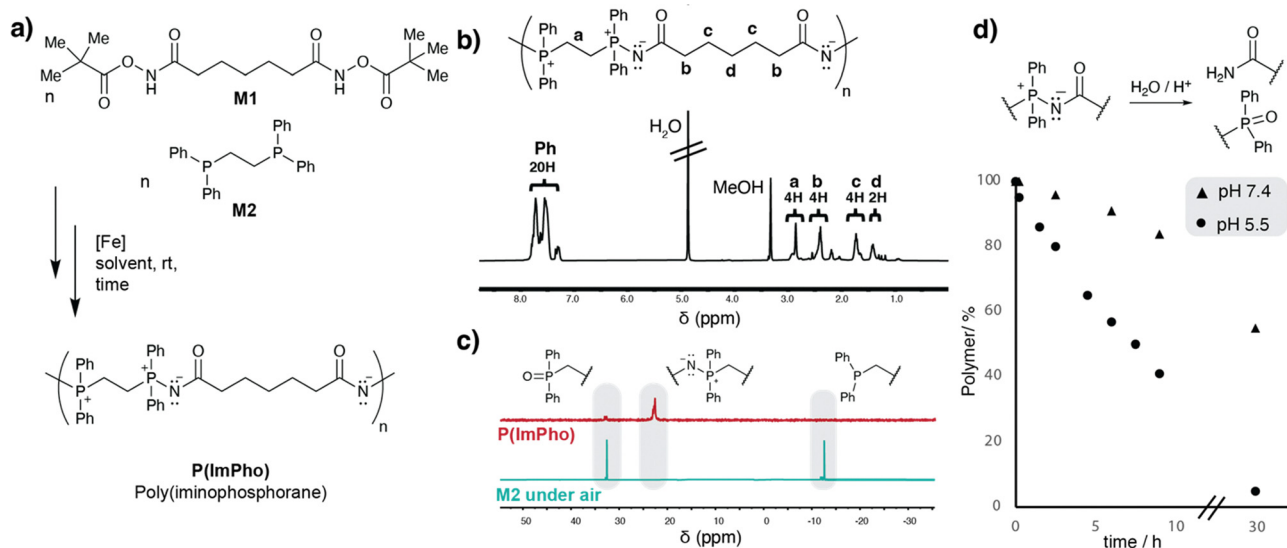 a)
Me
Me
Me
O
O
O
N
H
O
H
N
O
O
Me
Me
Me
n
M1
Ph
Ph
P
P
Ph
Ph
n
M2
[Fe]
solvent, rt,
time
Ph
P
+
Ph
Ph
P
+
Ph
N
−
O
O
N
−
n
P(ImPho)
Poly(iminophosphorane)
b)
Ph
P
+
Ph
a
Ph
P
+
Ph
N
−
O
b
c
d
c
b
O
N
−
n
H2O
Ph
20H
MeOH
a b c d
4H 4H 4H 2H
8.0 7.0 6.0 5.0 4.0 3.0 2.0 1.0
δ (ppm)
c)
O=P
Ph
Ph
N
−
Ph
P
+
Ph
Ph
P
Ph
P(ImPho)
M2 under air
50 40 30 20 10 0 -10 -20 -30
δ (ppm)
d)
Ph
P
+
Ph
N
−
O
H2O / H+
H2N
O
Ph
P=O
Ph
pH 7.4
pH 5.5
Polymer/ %
100
80
60
40
20
0
0 5 10 30
time / h